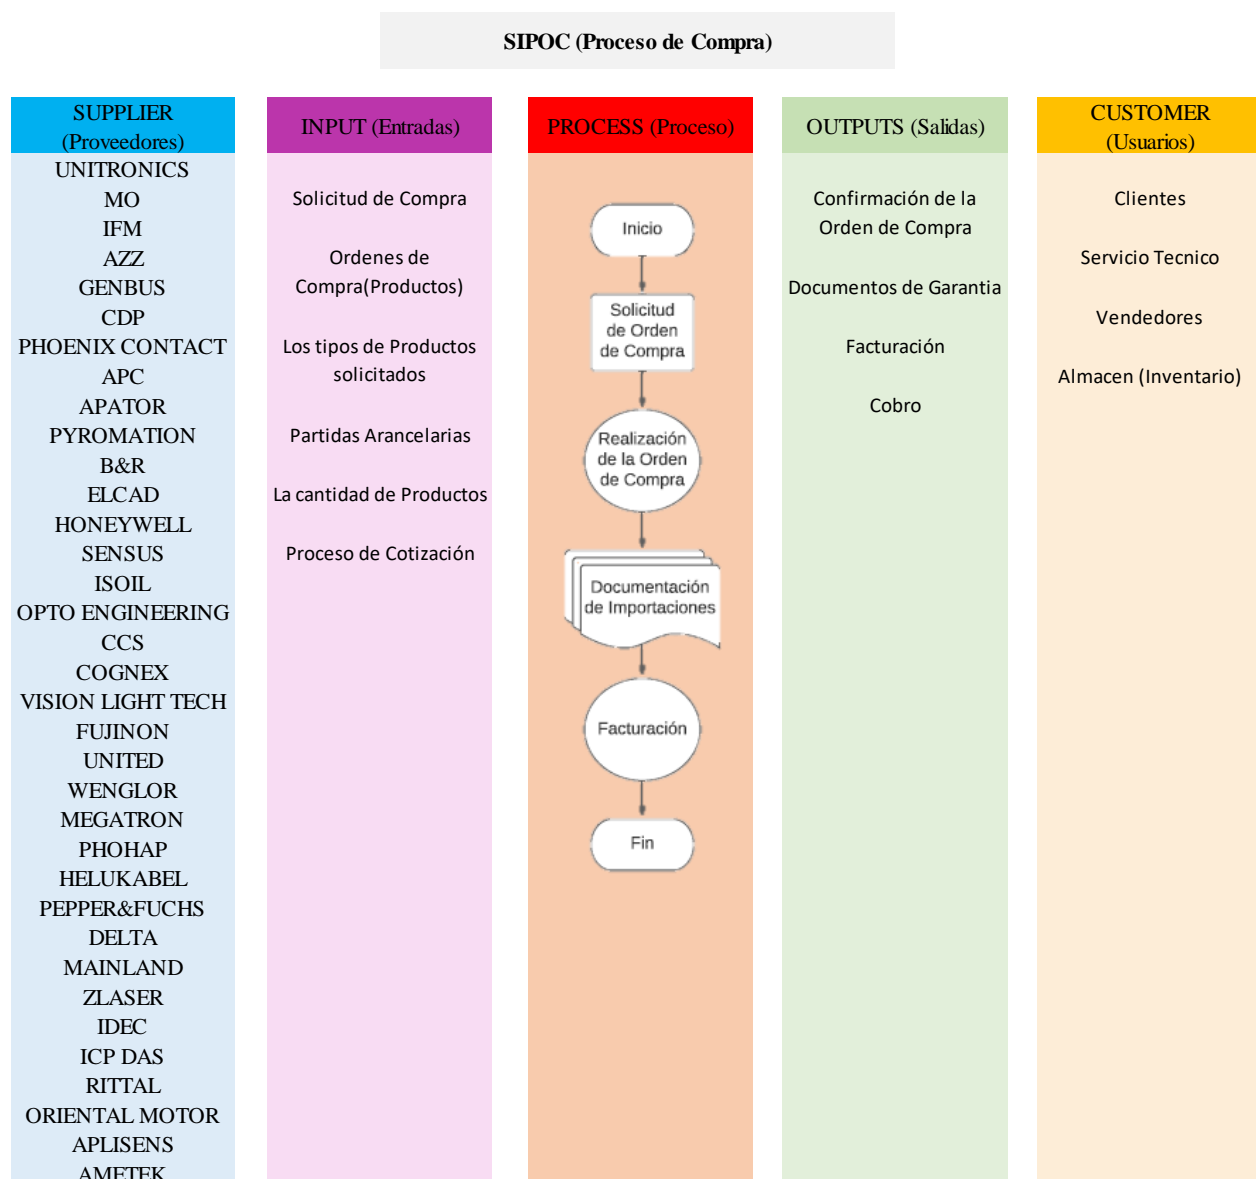 SIPOC (Proceso de Compra)
SUPPLIER
(Proveedores)
UNITRONICS
MO
IFM
AZZ
GENBUS
CDP
PHOENIX CONTACT
APC
APATOR
PYROMATION
B&R
ELCAD
HONEYWELL
SENSUS
ISOIL
OPTO ENGINEERING
CCS
COGNEX
VISION LIGHT TECH
FUJINON
UNITED
WENGLOR
MEGATRON
PHOHAP
HELUKABEL
PEPPER&FUCHS
DELTA
MAINLAND
ZLASER
IDEC
ICP DAS
RITTAL
ORIENTAL MOTOR
APLISENS
AMETEK
INPUT (Entradas)
Solicitud de Compra
Ordenes de
Compra(Productos)
Los tipos de Productos
solicitados
Partidas Arancelarias
La cantidad de Productos
Proceso de Cotización
PROCESS (Proceso)
Inicio
Solicitud
de Orden
de Compra
Realización
de la Orden
de Compra
Documentación
de Importaciones
Facturación
Fin
OUTPUTS (Salidas)
Confirmación de la
Orden de Compra
Documentos de Garantia
Facturación
Cobro
CUSTOMER
(Usuarios)
Clientes
Servicio Tecnico
Vendedores
Almacen (Inventario)